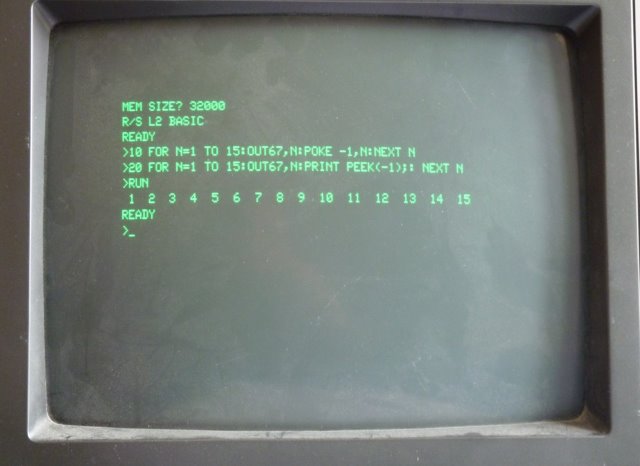 MEM SIZE? 32000
R/S L2 BASIC
READY
>10 FOR N=1 TO 15:OUT67,N:POKE -1,N:NEXT N
>20 FOR N=1 TO 15:OUT67,N:PRINT PEEK(-1);: NEXT N
>RUN
1 2 3 4 5 6 7 8 9 10 11 12 13 14 15
READY
>_